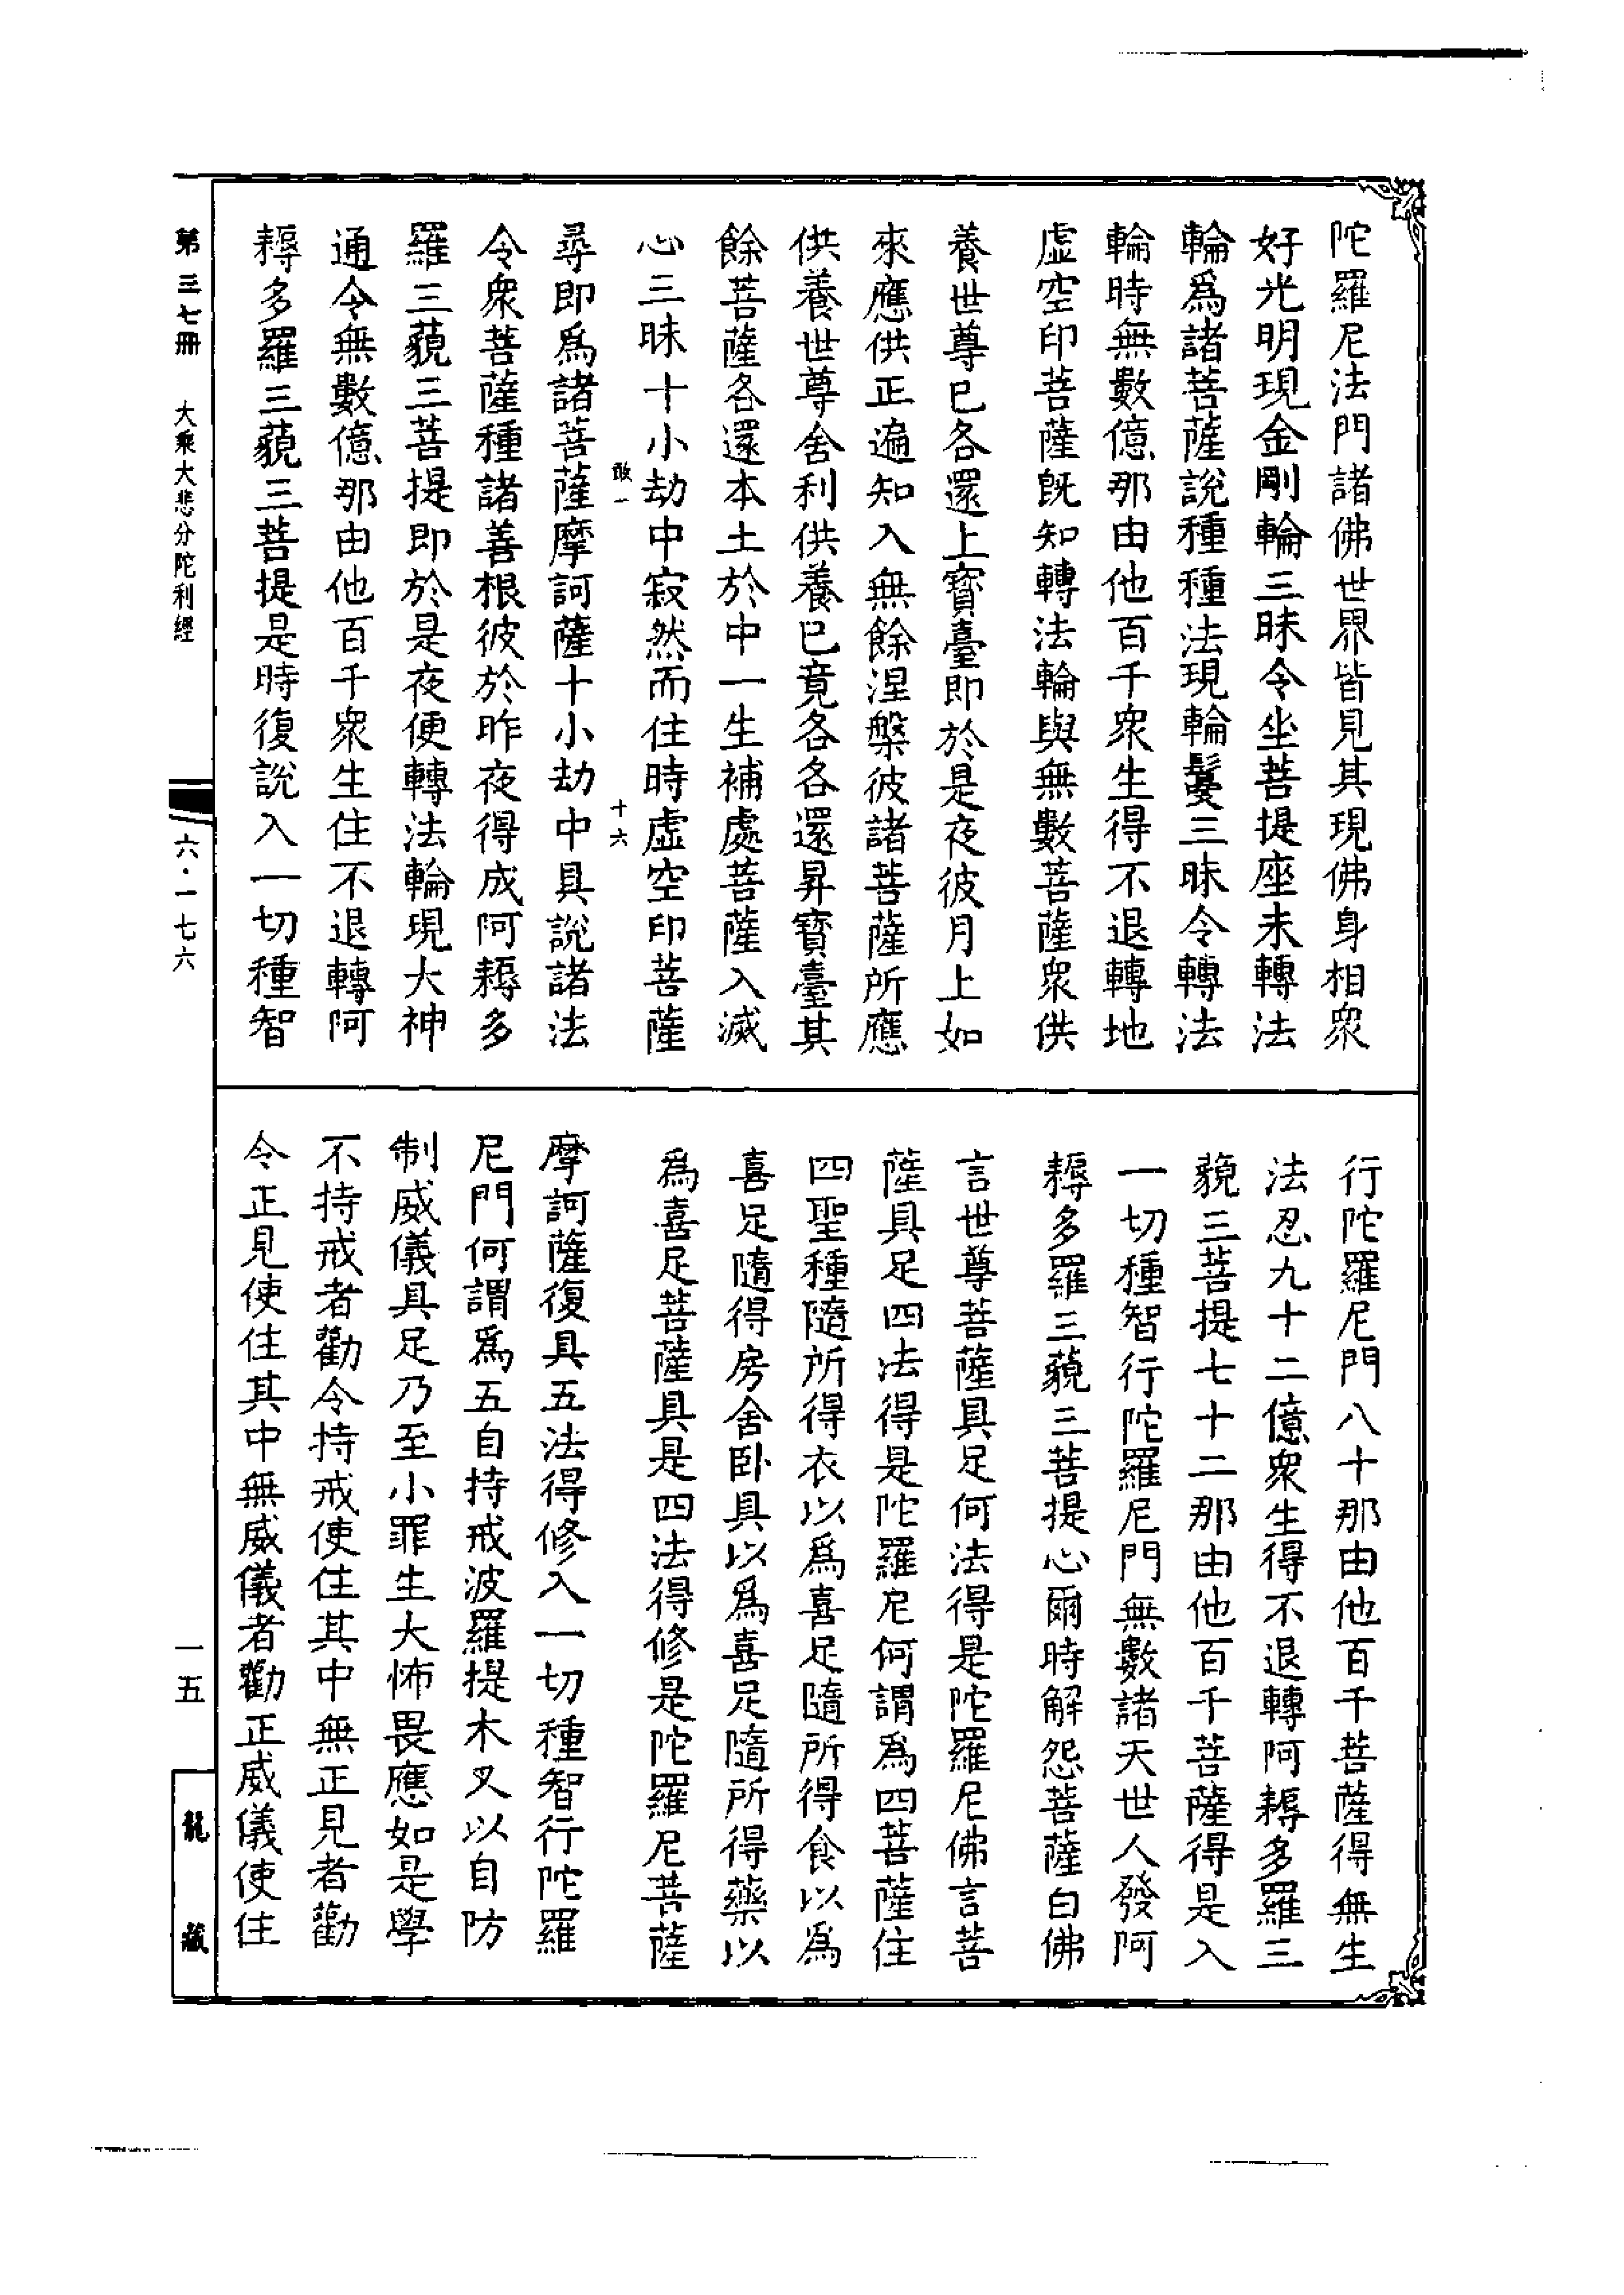 陀羅尼法門諸佛世界皆見其現佛身相衆
好光明現金剛輪三昧令坐菩提座未轉法
輪爲諸菩薩說種種法現輪鬘三昧令轉法
輪時無數億那由他百千衆生得不退轉地
虛空印菩薩旣知轉法輪與無數菩薩衆供
養世尊已各還上寶臺即於是夜彼月上如
來應供正遍知入無餘涅槃彼諸菩薩所應
供養世尊舍利供養已竟各各還昇寶臺其
餘菩薩各還本土於中一生補處菩薩入滅
心三昧十小劫中寂然而住時虛空印菩薩
敢一 十六
尋即爲諸菩薩摩訶薩十小劫中具說諸法
令衆菩薩種諸善根彼於昨夜得成阿耨多
羅三藐三菩提即於是夜便轉法輪現大神
通令無數億那由他百千衆生住不退轉阿
耨多羅三藐三菩提是時復說入一切種智
行陀羅尼門八十那由他百千菩薩得無生
法忍九十二億衆生得不退轉阿耨多羅三
藐三菩提七十二那由他百千菩薩得是入
一切種智行陀羅尼門無數諸天世人發阿
耨多羅三藐三菩提心爾時解怨菩薩白佛
言世尊菩薩具足何法得是陀羅尼佛言菩
薩具足四法得是陀羅尼何謂爲四菩薩住
四聖種隨所得衣以爲喜足隨所得食以爲
喜足隨得房舍臥具以爲喜足隨所得藥以
爲喜足菩薩具是四法得修是陀羅尼菩薩
摩訶薩復具五法得修入一切種智行陀羅
尼門何謂爲五自持戒波羅提木叉以自防
制威儀具足乃至小罪生大怖畏應如是學
不持戒者勸令持戒使住其中無正見者勸
令正見使住其中無威儀者勸正威儀使住
第三七冊 大乘大悲分陀利經 六·一七六 一五 龍藏